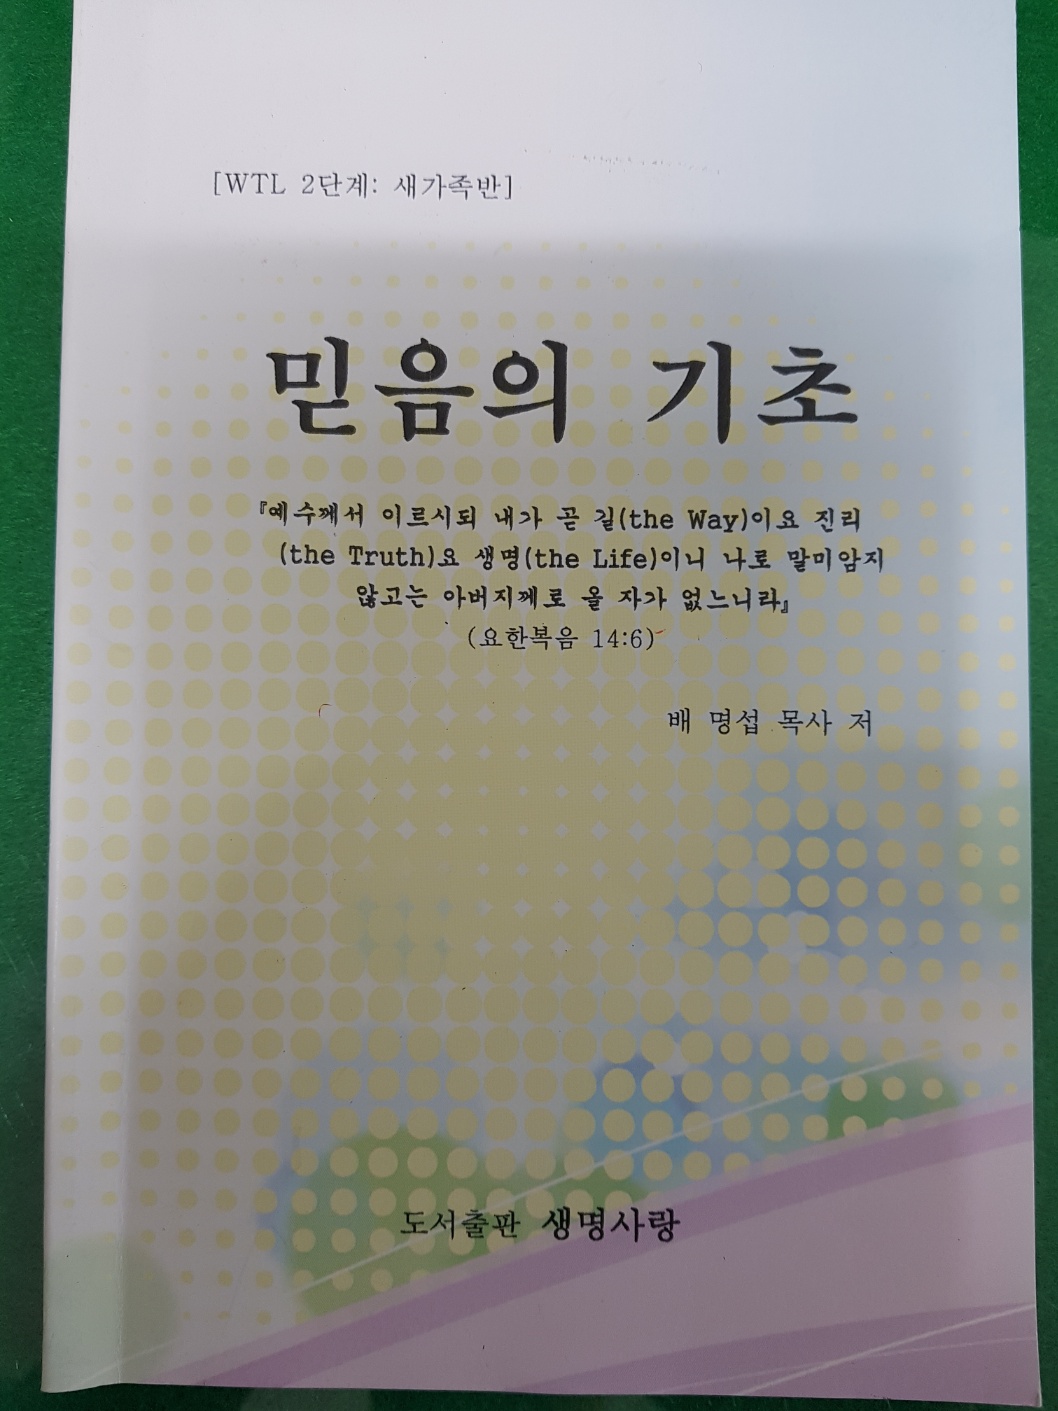 [WTL 2단계: 새가족반]
믿음의 기초
『예수께서 이르시되 내가 곧 길(the Way)이요 진리
(the Truth)요 생명(the Life)이니 나로 말미암지
않고는 아버지께로 올 자가 없느니라』
(요한복음 14:6)
배 명섭 목사 저
도서출판 생명사랑